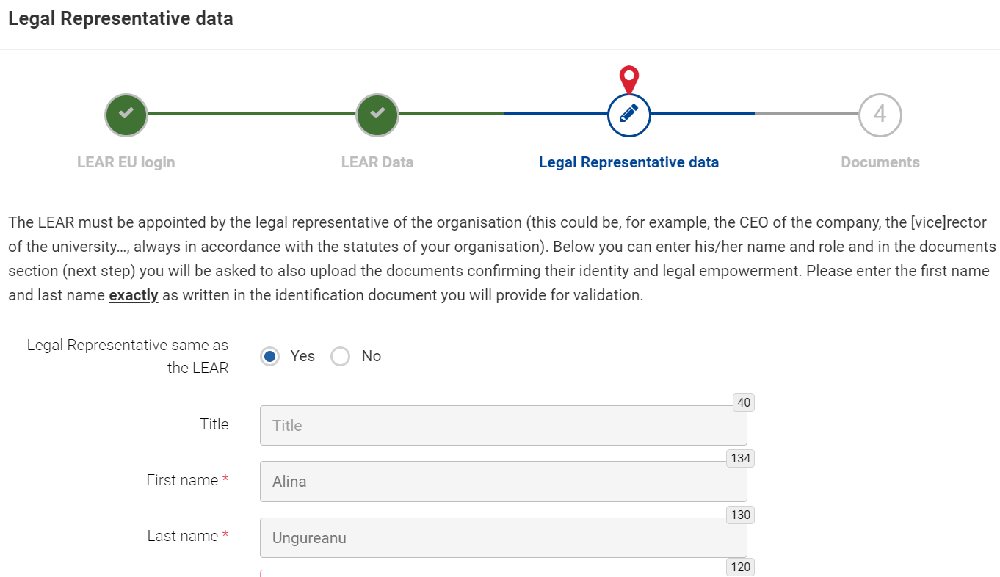 Legal Representative data
4
LEAR EU login
LEAR Data
Legal Representative data
Documents
The LEAR must be appointed by the legal representative of the organisation (this could be, for example, the CEO of the company, the [vice]rector
of the university…, always in accordance with the statutes of your organisation). Below you can enter his/her name and role and in the documents
section (next step) you will be asked to also upload the documents confirming their identity and legal empowerment. Please enter the first name
and last name exactly as written in the identification document you will provide for validation.
Legal Representative same as
the LEAR
Yes
No
40
Title
Title
134
First name *
Alina
130
Last name *
Ungureanu
120